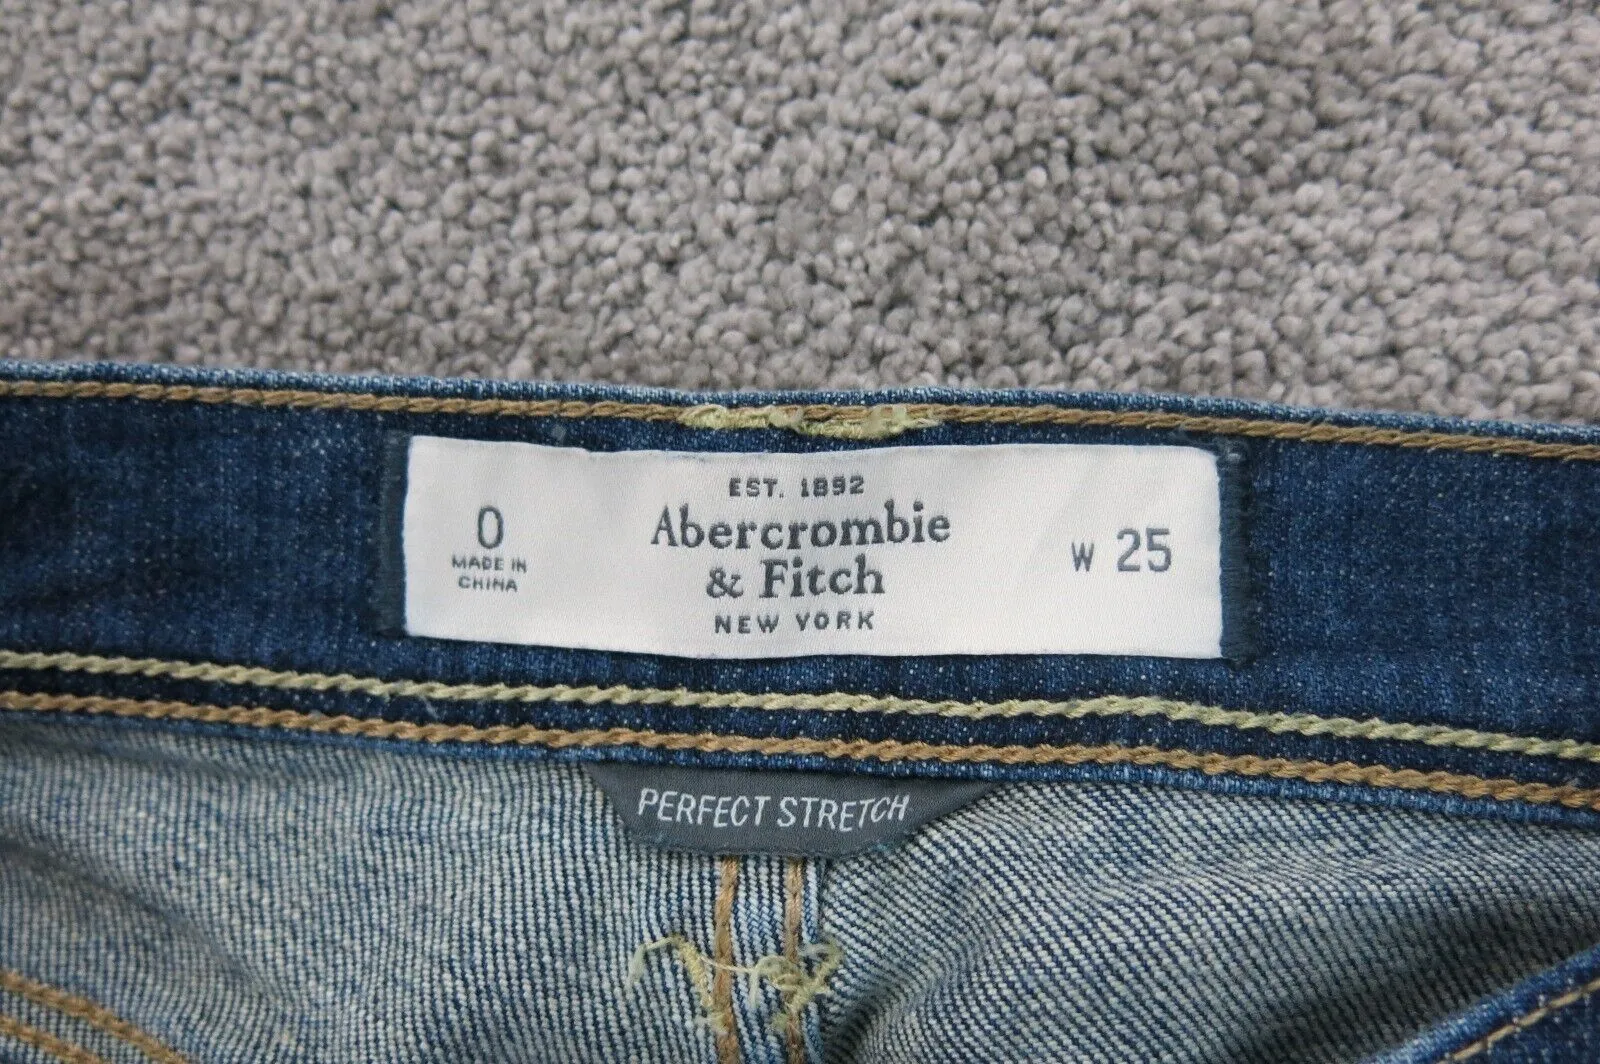 EST. 1892
Abercrombie
& Fitch
NEW YORK
0
MADE IN
CHINA
W 25
PERFECT STRETCH